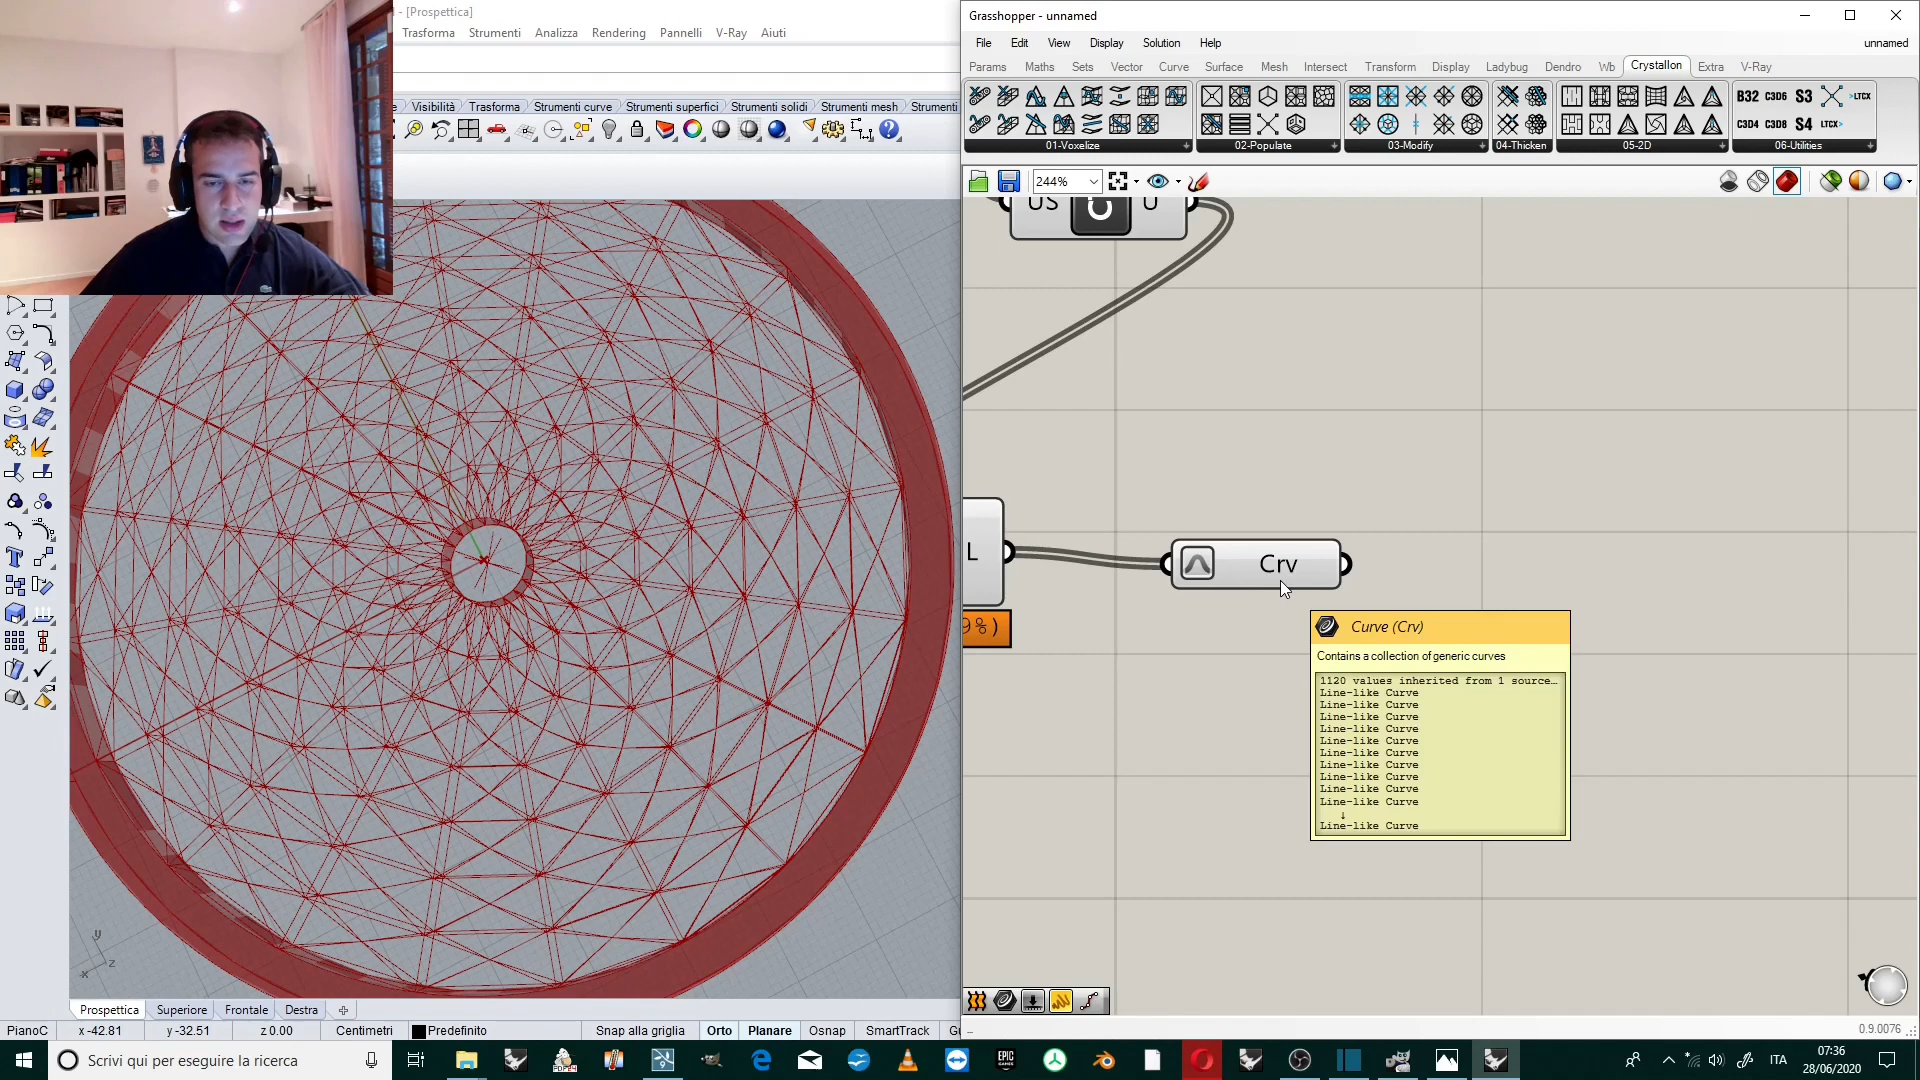 - [Prospettica]
Trasforma Strumenti Analizza Rendering Pannelli V-Ray Aiuti
Visibilità Trasforma Strumenti curve Strumenti superfici Strumenti solidi Strumenti mesh Strumenti
Grasshopper - unnamed
File Edit View Display Solution Help unnamed
Params Maths Sets Vector Curve Surface Mesh Intersect Transform Display Ladybug Dendro Wb Crystallon Extra V-Ray
B32 C3D6 S3 >LTCX
C3D4 C3D8 S4 LTCX>
01-Voxelize 02-Populate 03-Modify 04-Thicken 05-2D 06-Utilities
244%
US U
L
Crv
9%)
Curve (Crv)
Contains a collection of generic curves
1120 values inherited from 1 source...
Line-like Curve
Line-like Curve
Line-like Curve
Line-like Curve
Line-like Curve
Line-like Curve
Line-like Curve
Line-like Curve
Line-like Curve
Line-like Curve
↓
Line-like Curve
y
x z
Prospettica Superiore Frontale Destra
PianoC x -42.81 y -32.51 z 0.00 Centimetri Predefinito Snap alla griglia Orto Planare Osnap SmartTrack
0.9.0076
Scrivi qui per eseguire la ricerca
EPIC GAMES
ITA
07:36
28/06/2020